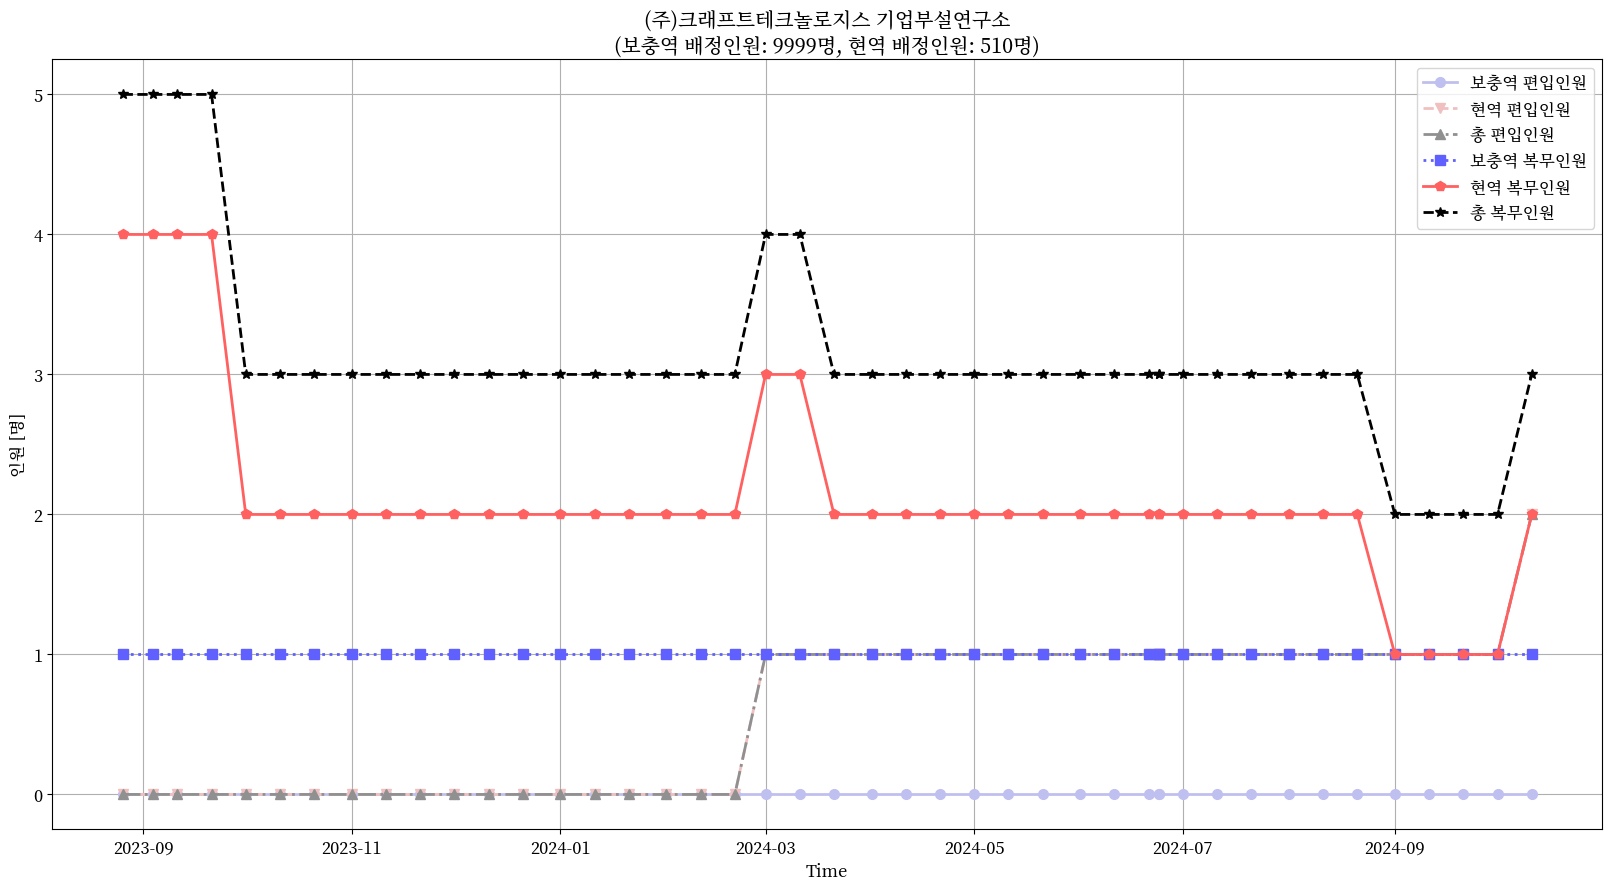 (주)크래프트테크놀로지스 기업부설연구소
(보충역 배정인원: 9999명, 현역 배정인원: 510명)
보충역 편입인원
현역 편입인원
총 편입인원
보충역 복무인원
현역 복무인원
총 복무인원
인원 [명]
5
4
3
2
1
0
2023-09
2023-11
2024-01
2024-03
2024-05
2024-07
2024-09
Time